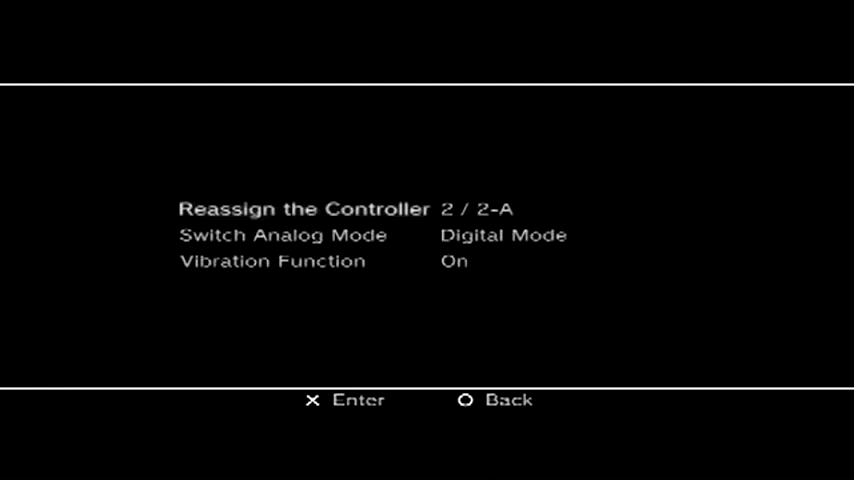 Reassign the Controller 2 / 2-A
Switch Analog Mode Digital Mode
Vibration Function On
X Enter O Back